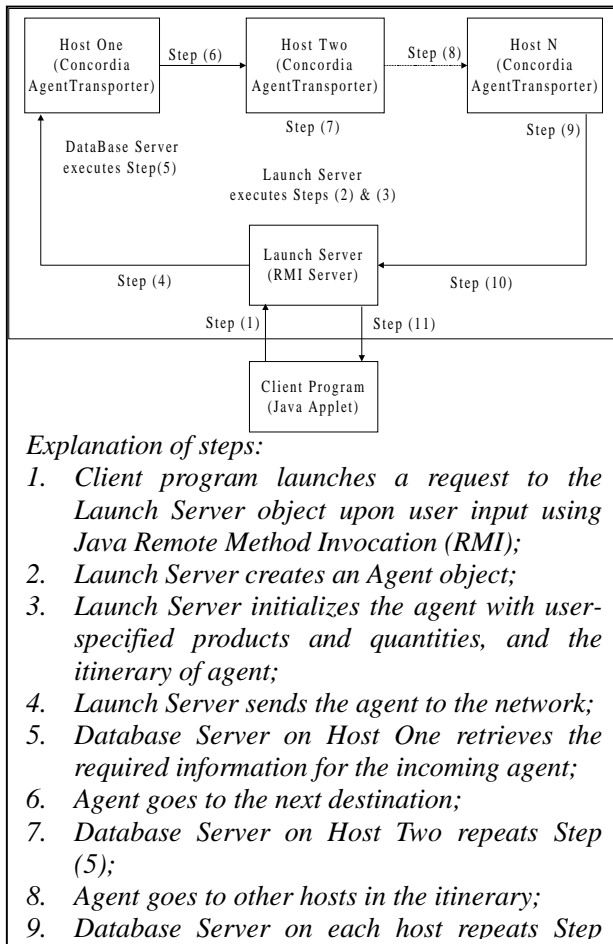 Host One
(Concordia
AgentTransporter)
Step (6)
Host Two
(Concordia
AgentTransporter)
Step (8)
Host N
(Concordia
AgentTransporter)
Step (7)
Step (9)
DataBase Server
executes Step(5)
Launch Server
executes Steps (2) & (3)
Launch Server
(RMI Server)
Step (4)
Step (10)
Step (1)
Step (11)
Client Program
(Java Applet)
Explanation of steps:
1. Client program launches a request to the
Launch Server object upon user input using
Java Remote Method Invocation (RMI);
2. Launch Server creates an Agent object;
3. Launch Server initializes the agent with user-
specified products and quantities, and the
itinerary of agent;
4. Launch Server sends the agent to the network;
5. Database Server on Host One retrieves the
required information for the incoming agent;
6. Agent goes to the next destination;
7. Database Server on Host Two repeats Step
(5);
8. Agent goes to other hosts in the itinerary;
9. Database Server on each host repeats Step